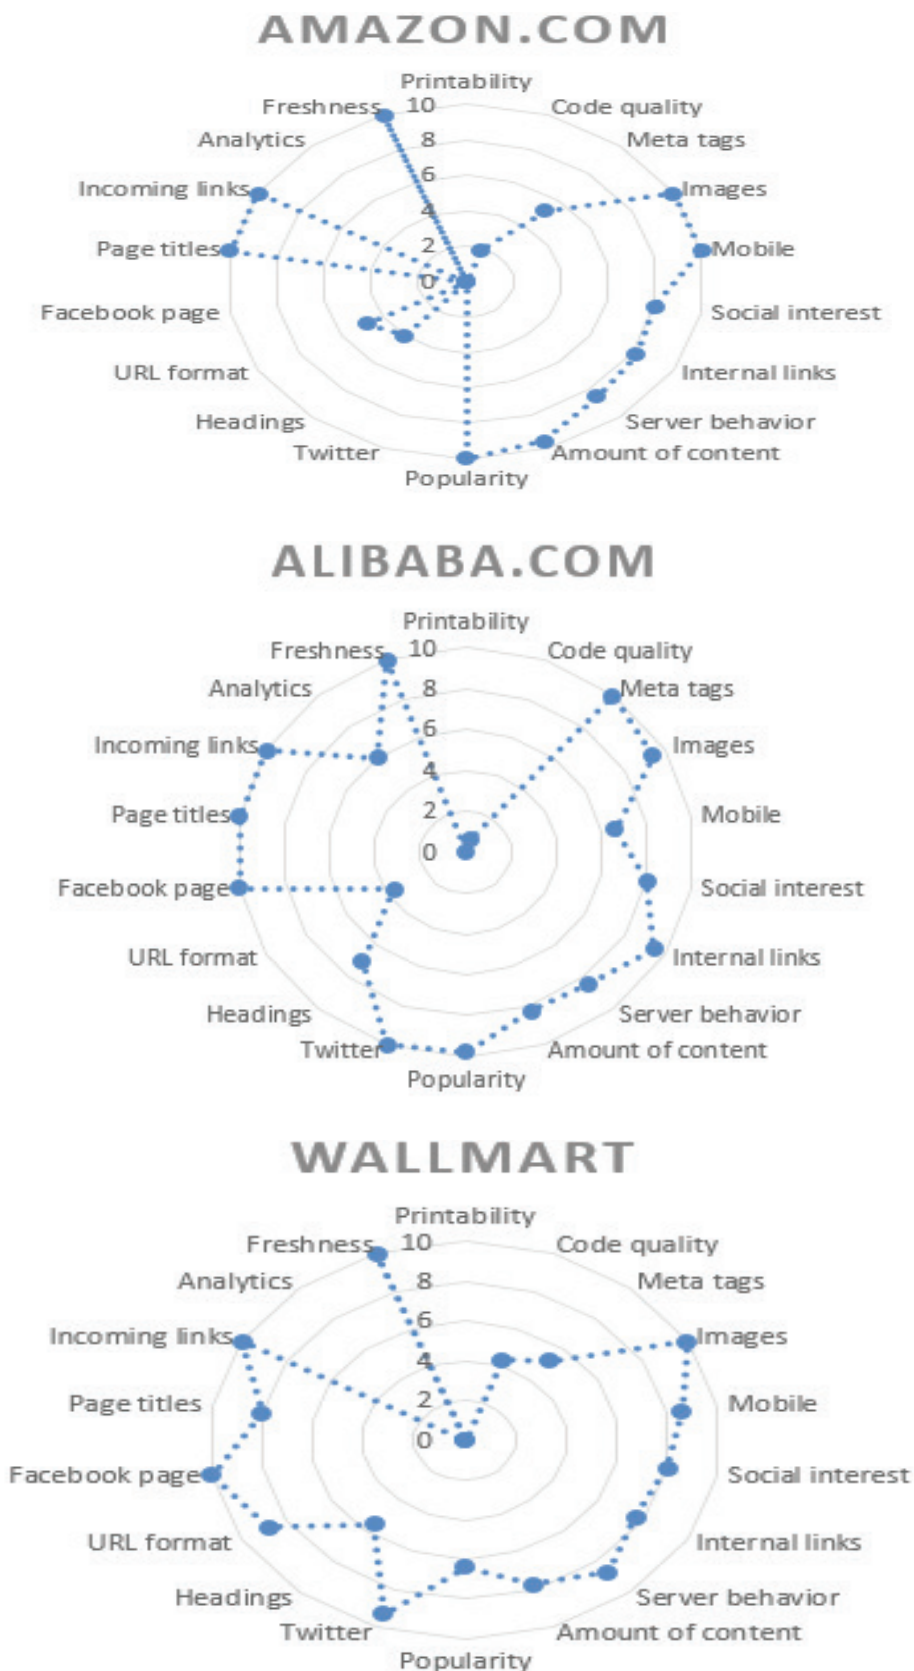 AMAZON.COM
Printability
Freshness 10 Code quality
Analytics 8 Meta tags
Incoming links 6 Images
4
Page titles 2 Mobile
0
Facebook page Social interest
URL format Internal links
Headings Server behavior
Twitter Amount of content
Popularity
ALIBABA.COM
Printability
Freshness 10 Code quality
Analytics 8 Meta tags
Incoming links 6 Images
4
Page titles 2 Mobile
0
Facebook page Social interest
URL format Internal links
Headings Server behavior
Twitter Amount of content
Popularity
WALLMART
Printability
Freshness 10 Code quality
Analytics 8 Meta tags
Incoming links 6 Images
4
Page titles 2 Mobile
0
Facebook page Social interest
URL format Internal links
Headings Server behavior
Twitter Amount of content
Popularity